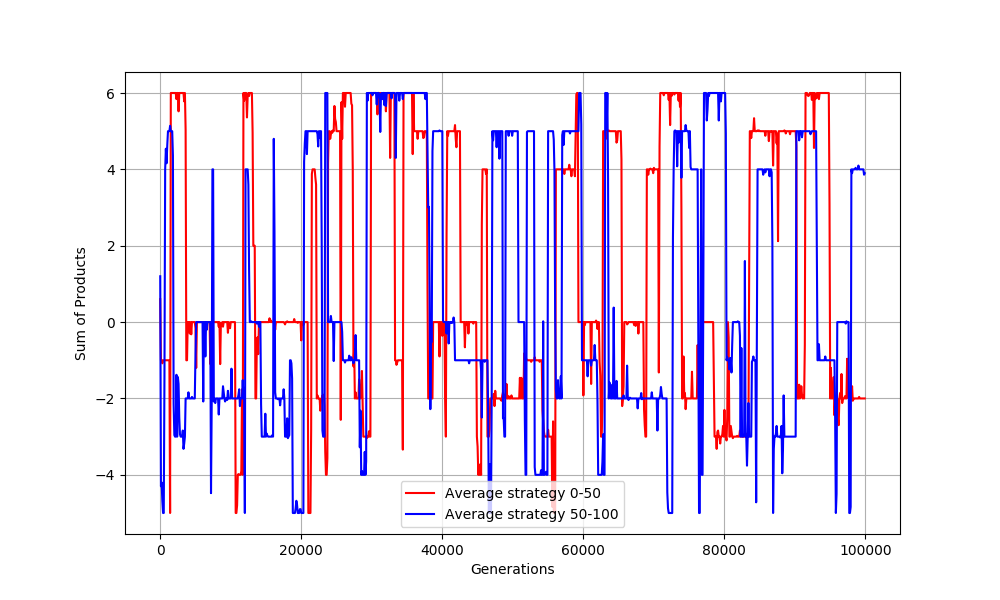 6
4
2
0
−2
−4
Sum of Products
Average strategy 0-50
Average strategy 50-100
0 20000 40000 60000 80000 100000
Generations